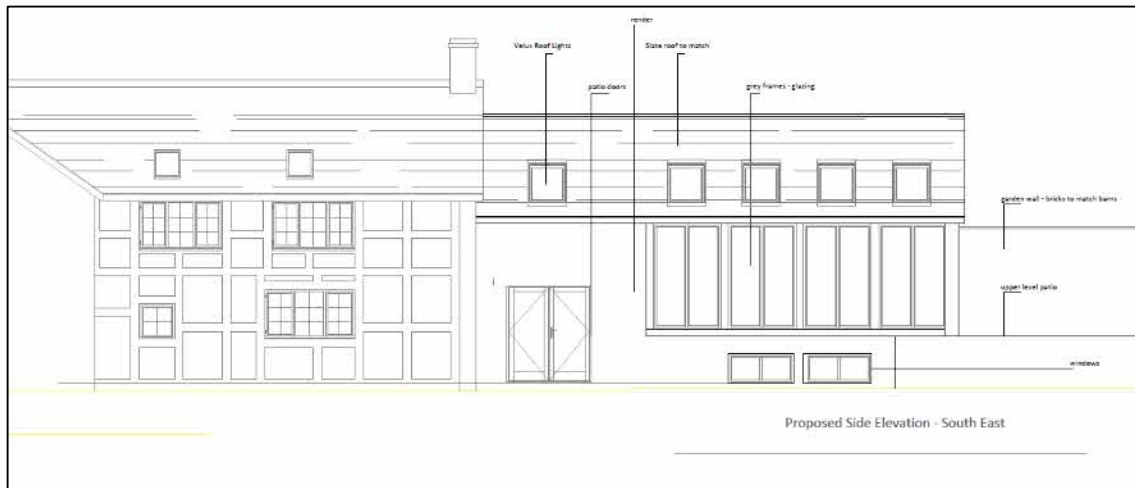 render
Velux Roof Lights
Slate roof to match
patio doors
grey frames - glazing
garden wall - bricks to match barns
upper level patio
windows
Proposed Side Elevation - South East